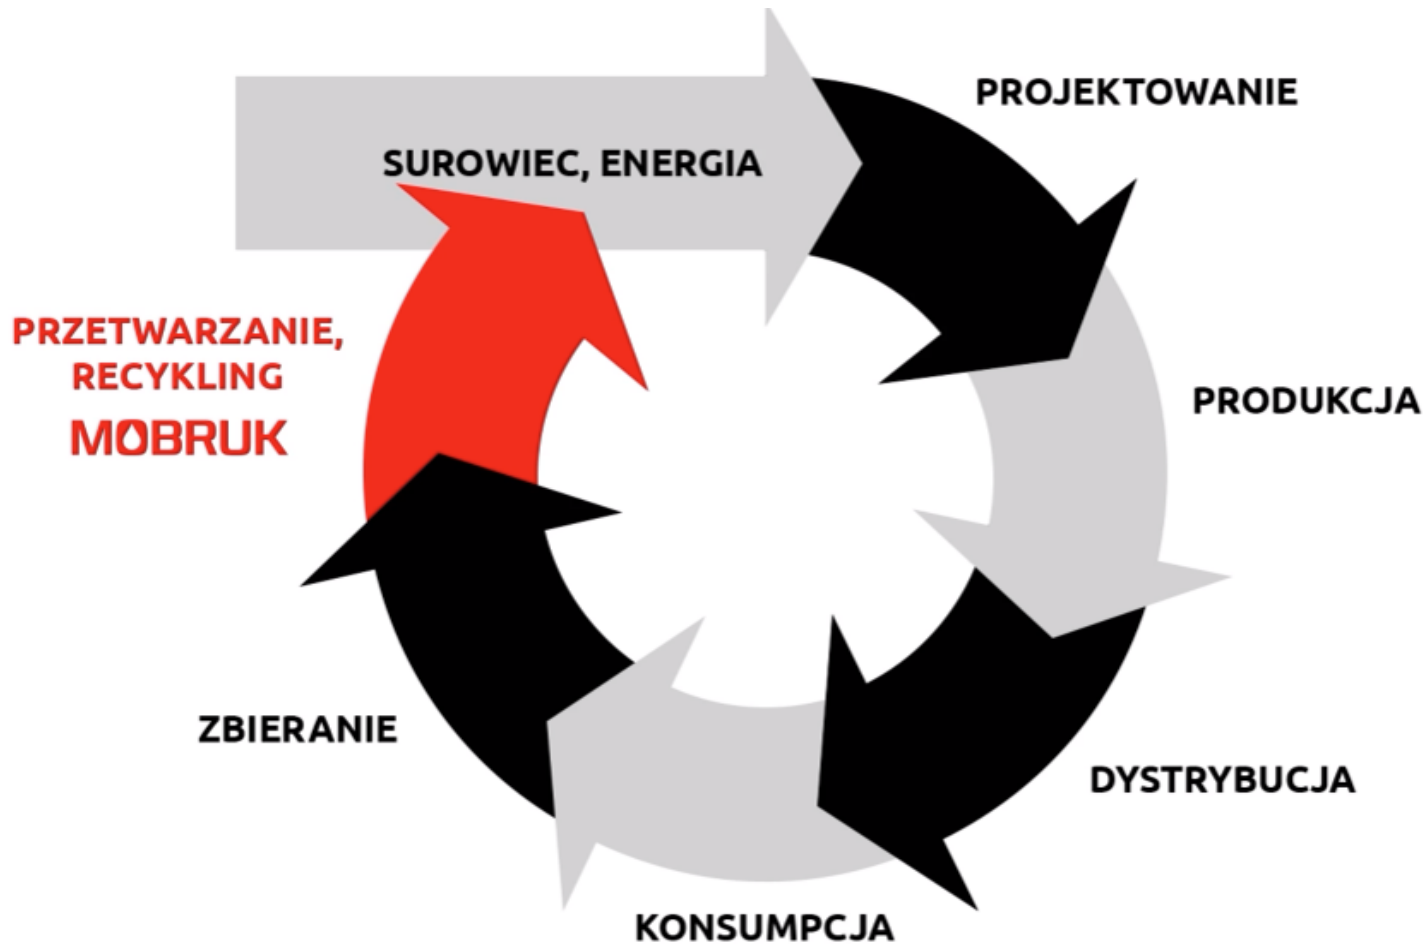 PROJEKTOWANIE
SUROWIEC, ENERGIA
PRZETWARZANIE,
RECYKLING
MOBRUK
PRODUKCJA
ZBIERANIE
DYSTRYBUCJA
KONSUMPCJA